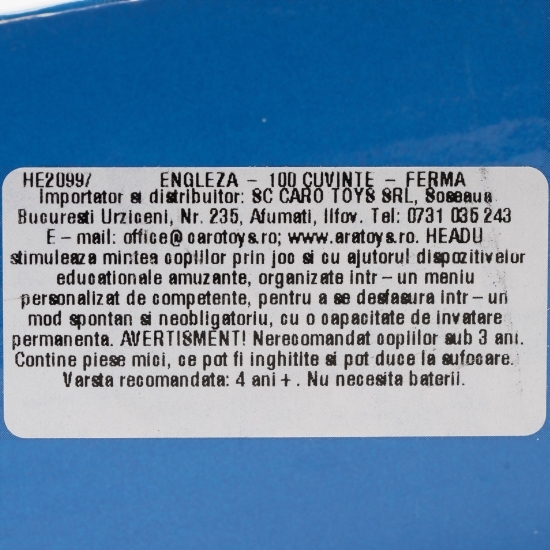 HE20997 ENGLEZA – 100 CUVINTE – FERMA
Importator si distribuitor: SC CARO TOYS SRL, Soseaua
Bucuresti Urziceni, Nr. 235, Afumati, Ilfov. Tel: 0731 035 243
E – mail: office@carotoys.ro; www.aratoys.ro. HEADU
stimuleaza mintea copiilor prin joc si cu ajutorul dispozitivelor
educationale amuzante, organizate intr – un meniu
personalizat de competente, pentru a se desfasura intr – un
mod spontan si neobligatoriu, cu o capacitate de invatare
permanenta. AVERTISMENT! Nerecomandat copiilor sub 3 ani.
Contine piese mici, ce pot fi inghitite si pot duce la sufocare.
Varsta recomandata: 4 ani + . Nu necesita baterii.